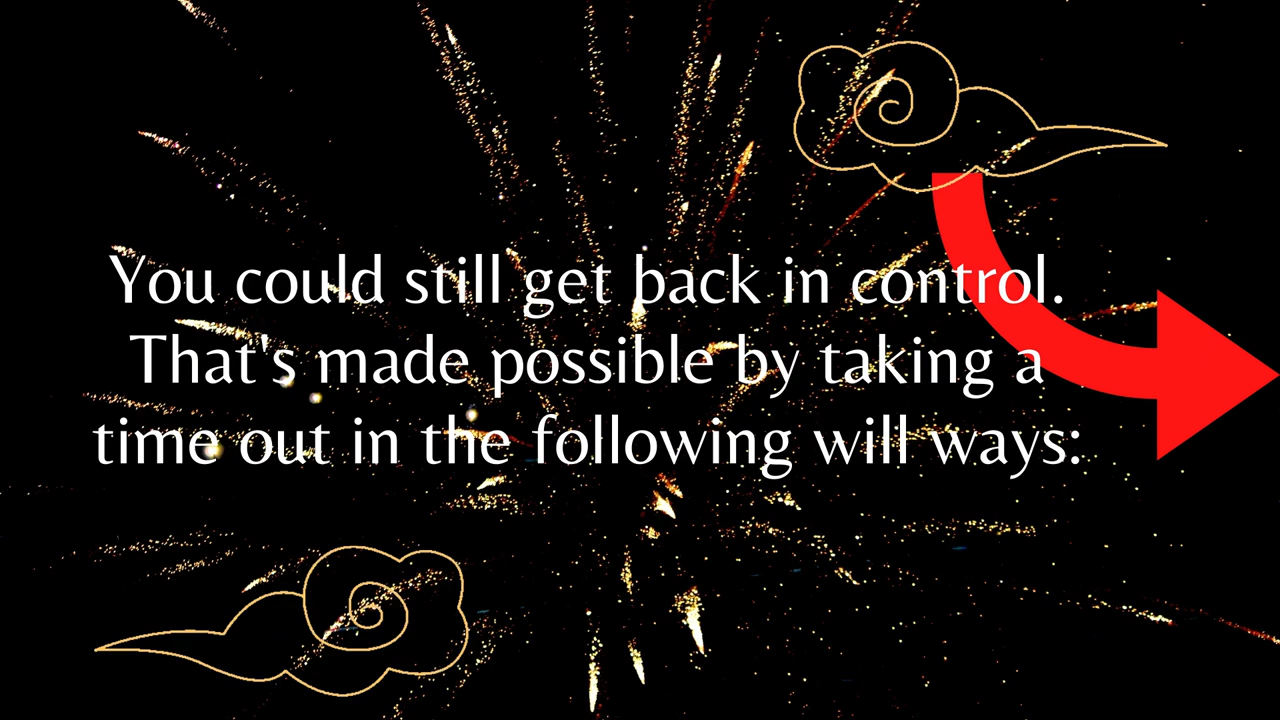 You could still get back in control.
That's made possible by taking a
time out in the following will ways: